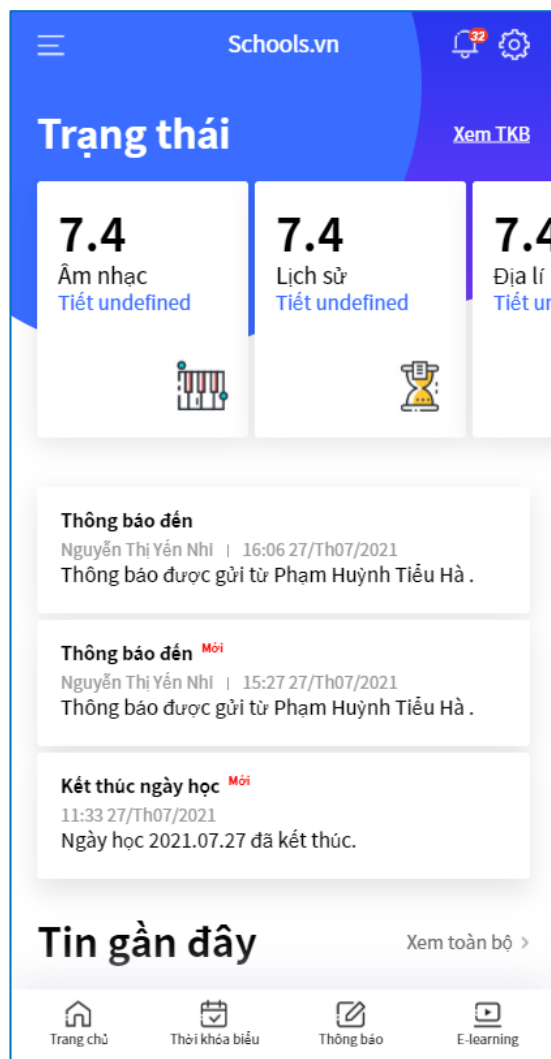 Schools.vn
32
Trạng thái
Xem TKB
7.4
Âm nhạc
Tiết undefined
7.4
Lịch sử
Tiết undefined
7.4
Địa lí
Tiết
Thông báo đến
Nguyễn Thị Yến Nhi | 16:06 27/Th07/2021
Thông báo được gửi từ Phạm Huỳnh Tiểu Hà .
Thông báo đến Mới
Nguyễn Thị Yến Nhi | 15:27 27/Th07/2021
Thông báo được gửi từ Phạm Huỳnh Tiểu Hà .
Kết thúc ngày học Mới
11:33 27/Th07/2021
Ngày học 2021.07.27 đã kết thúc.
Tin gần đây
Xem toàn bộ >
Trang chủ
Thời khóa biểu
Thông báo
E-learning